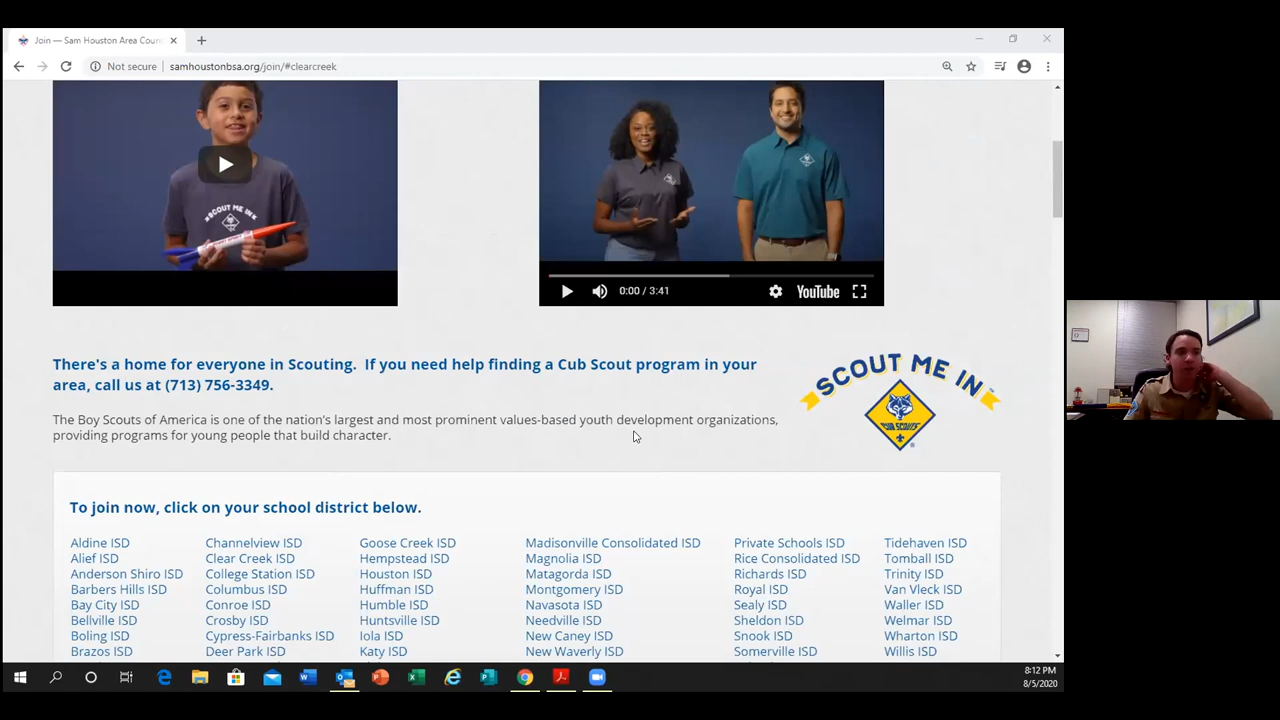 Join — Sam Houston Area Coun
Not secure | samhoustonbsa.org/join/#clearcreek
SCOUT ME IN
0:00 / 3:41 YouTube
There's a home for everyone in Scouting. If you need help finding a Cub Scout program in your
area, call us at (713) 756-3349.
SCOUT ME IN
CUB SCOUTS
The Boy Scouts of America is one of the nation's largest and most prominent values-based youth development organizations,
providing programs for young people that build character.
To join now, click on your school district below.
Aldine ISD Channelview ISD Goose Creek ISD Madisonville Consolidated ISD Private Schools ISD Tidehaven ISD
Alief ISD Clear Creek ISD Hempstead ISD Magnolia ISD Rice Consolidated ISD Tomball ISD
Anderson Shiro ISD College Station ISD Houston ISD Matagorda ISD Richards ISD Trinity ISD
Barbers Hills ISD Columbus ISD Huffman ISD Montgomery ISD Royal ISD Van Vleck ISD
Bay City ISD Conroe ISD Humble ISD Navasota ISD Sealy ISD Waller ISD
Bellville ISD Crosby ISD Huntsville ISD Needville ISD Sheldon ISD Welmar ISD
Boling ISD Cypress-Fairbanks ISD Iola ISD New Caney ISD Snook ISD Wharton ISD
Brazos ISD Deer Park ISD Katy ISD New Waverly ISD Somerville ISD Willis ISD
8:12 PM
8/5/2020